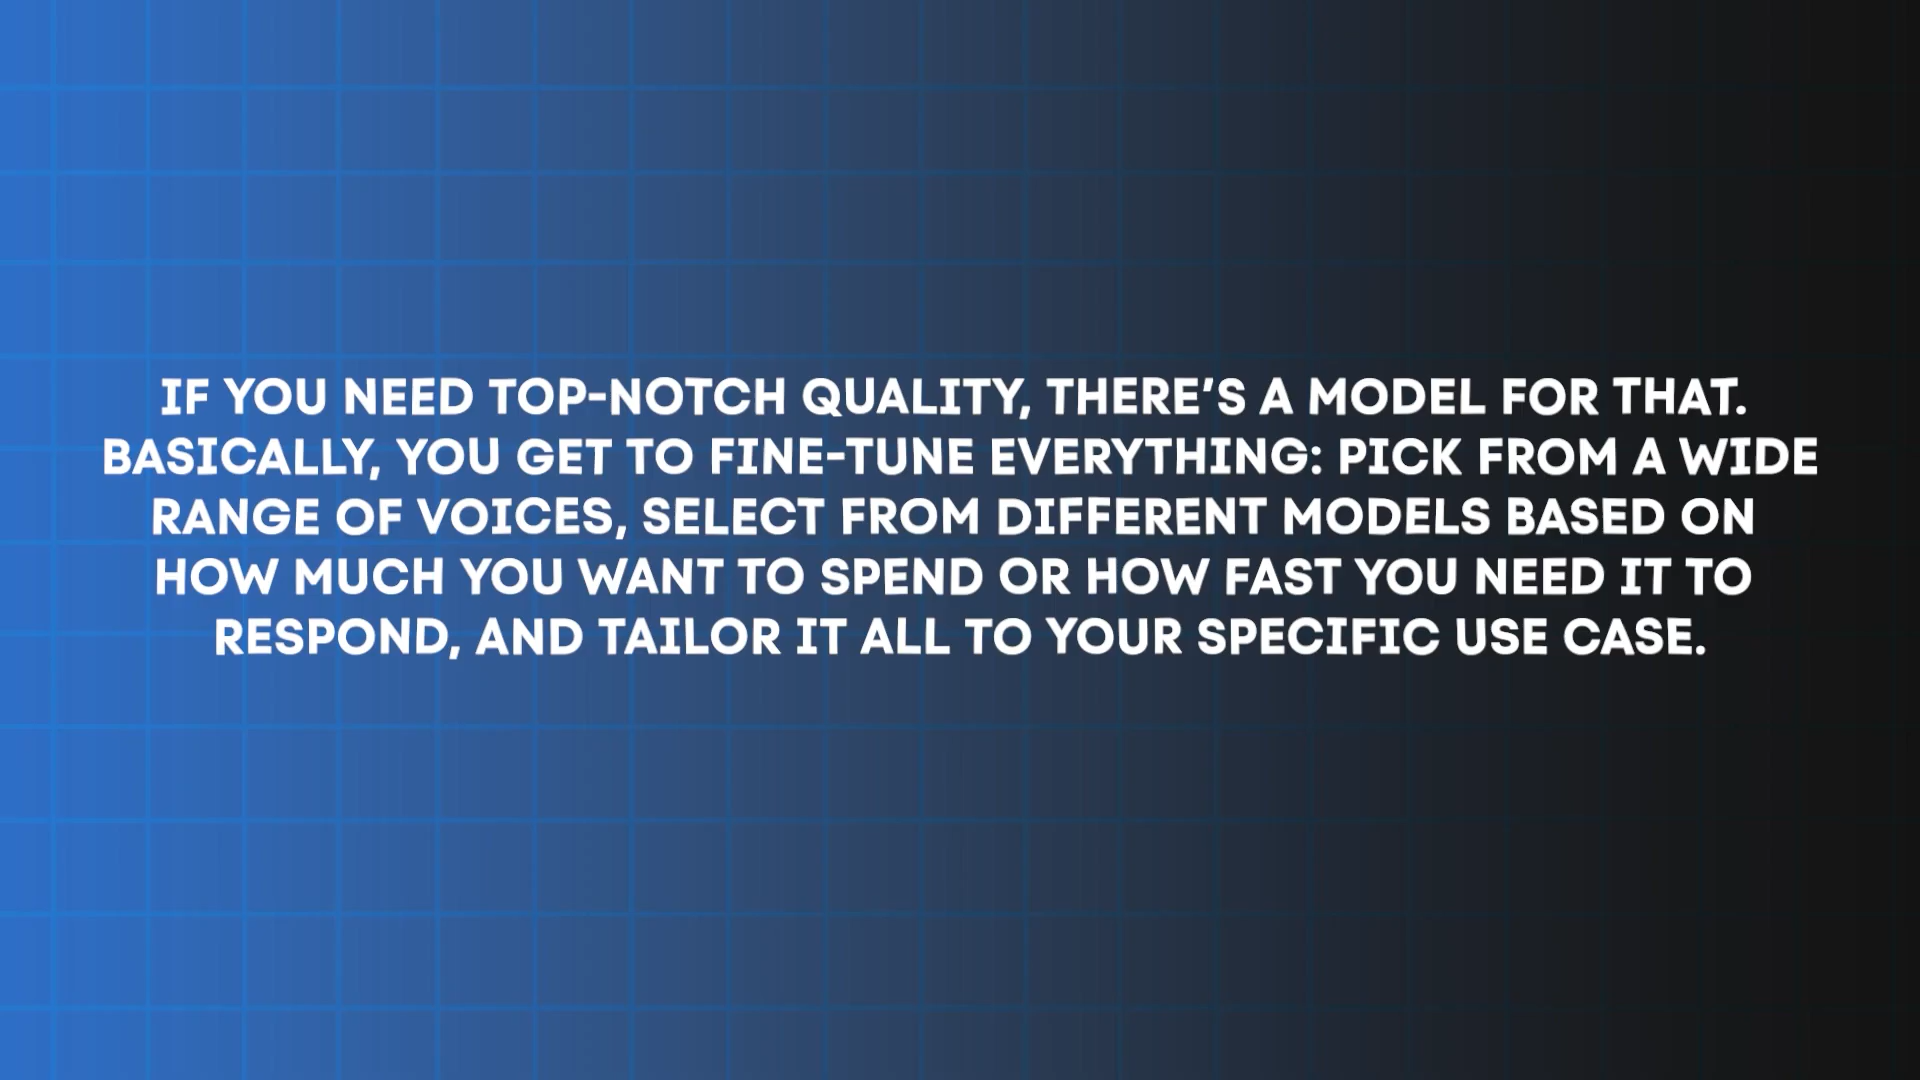 IF YOU NEED TOP-NOTCH QUALITY, THERE'S A MODEL FOR THAT.
BASICALLY, YOU GET TO FINE-TUNE EVERYTHING: PICK FROM A WIDE
RANGE OF VOICES, SELECT FROM DIFFERENT MODELS BASED ON
HOW MUCH YOU WANT TO SPEND OR HOW FAST YOU NEED IT TO
RESPOND, AND TAILOR IT ALL TO YOUR SPECIFIC USE CASE.